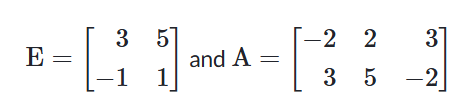 E = [3 5; -1 1] and A = [-2 2 3; 3 5 -2]